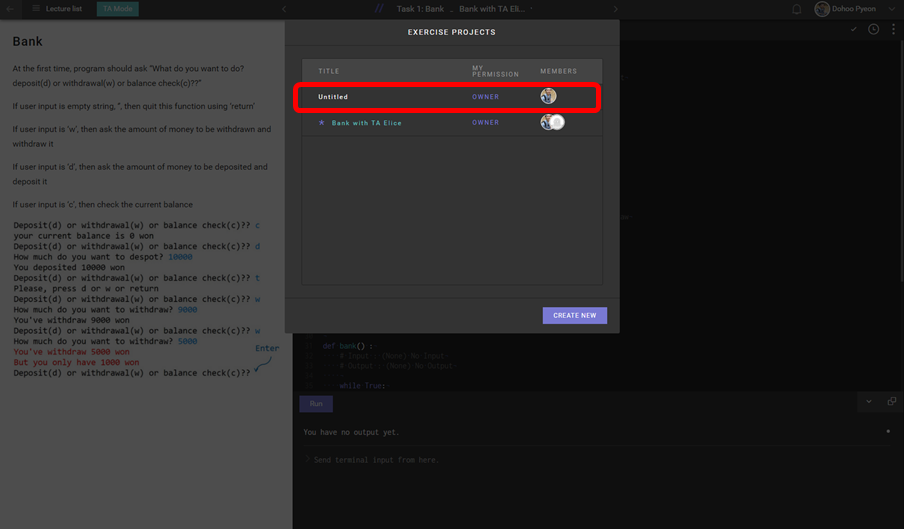 Lecture list
TA Mode
Task 1: Bank
Bank with TA Elic...
Dohoo Pyeon
Bank
At the first time, program should ask "What do you want to do?
deposit(d) or withdrawal(w) or balance check(c)??"
If user input is empty string, '', then quit this function using 'return'
If user input is 'w', then ask the amount of money to be withdrawn and
withdraw it
If user input is 'd', then ask the amount of money to be deposited and
deposit it
If user input is 'c', then check the current balance
Deposit(d) or withdrawal(w) or balance check(c)?? c
your current balance is 0 won
Deposit(d) or withdrawal(w) or balance check(c)?? d
How much do you want to despot? 10000
You deposited 10000 won
Deposit(d) or withdrawal(w) or balance check(c)?? t
Please, press d or w or return
Deposit(d) or withdrawal(w) or balance check(c)?? w
How much do you want to withdraw? 9000
You've withdraw 9000 won
Deposit(d) or withdrawal(w) or balance check(c)?? w
How much do you want to withdraw? 5000
You've withdraw 5000 won
Enter
But you only have 1000 won
Deposit(d) or withdrawal(w) or balance check(c)??
EXERCISE PROJECTS
TITLE
MY PERMISSION
MEMBERS
Untitled
OWNER
Bank with TA Elice
OWNER
CREATE NEW
def bank() :
# Input : (None) No Input
# Output : (None) No Output
while True:
Run
You have no output yet.
> Send terminal input from here.